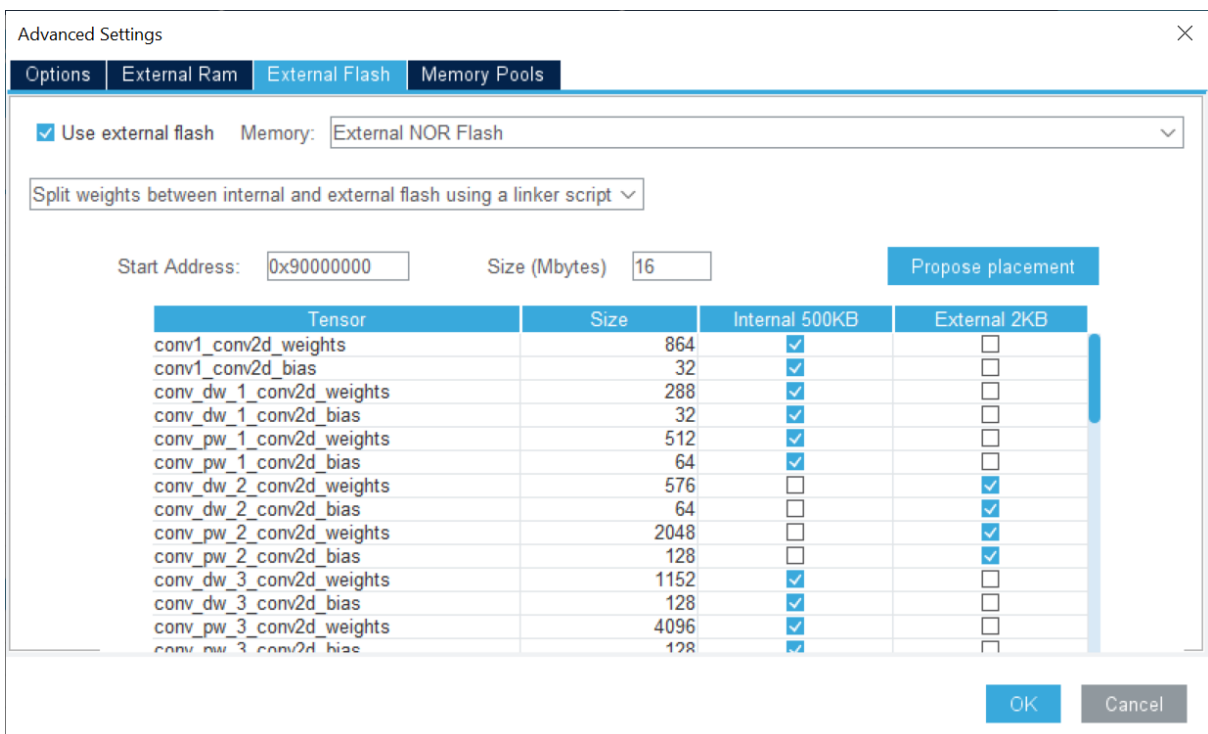 Advanced Settings
Options External Ram External Flash Memory Pools
Use external flash Memory: External NOR Flash
Split weights between internal and external flash using a linker script
Start Address: 0x90000000 Size (Mbytes) 16 Propose placement
Tensor Size Internal 500KB External 2KB
conv1_conv2d_weights 864
conv1_conv2d_bias 32
conv_dw_1_conv2d_weights 288
conv_dw_1_conv2d_bias 32
conv_pw_1_conv2d_weights 512
conv_pw_1_conv2d_bias 64
conv_dw_2_conv2d_weights 576
conv_dw_2_conv2d_bias 64
conv_pw_2_conv2d_weights 2048
conv_pw_2_conv2d_bias 128
conv_dw_3_conv2d_weights 1152
conv_dw_3_conv2d_bias 128
conv_pw_3_conv2d_weights 4096
conv_pw_3_conv2d_bias 128
OK Cancel